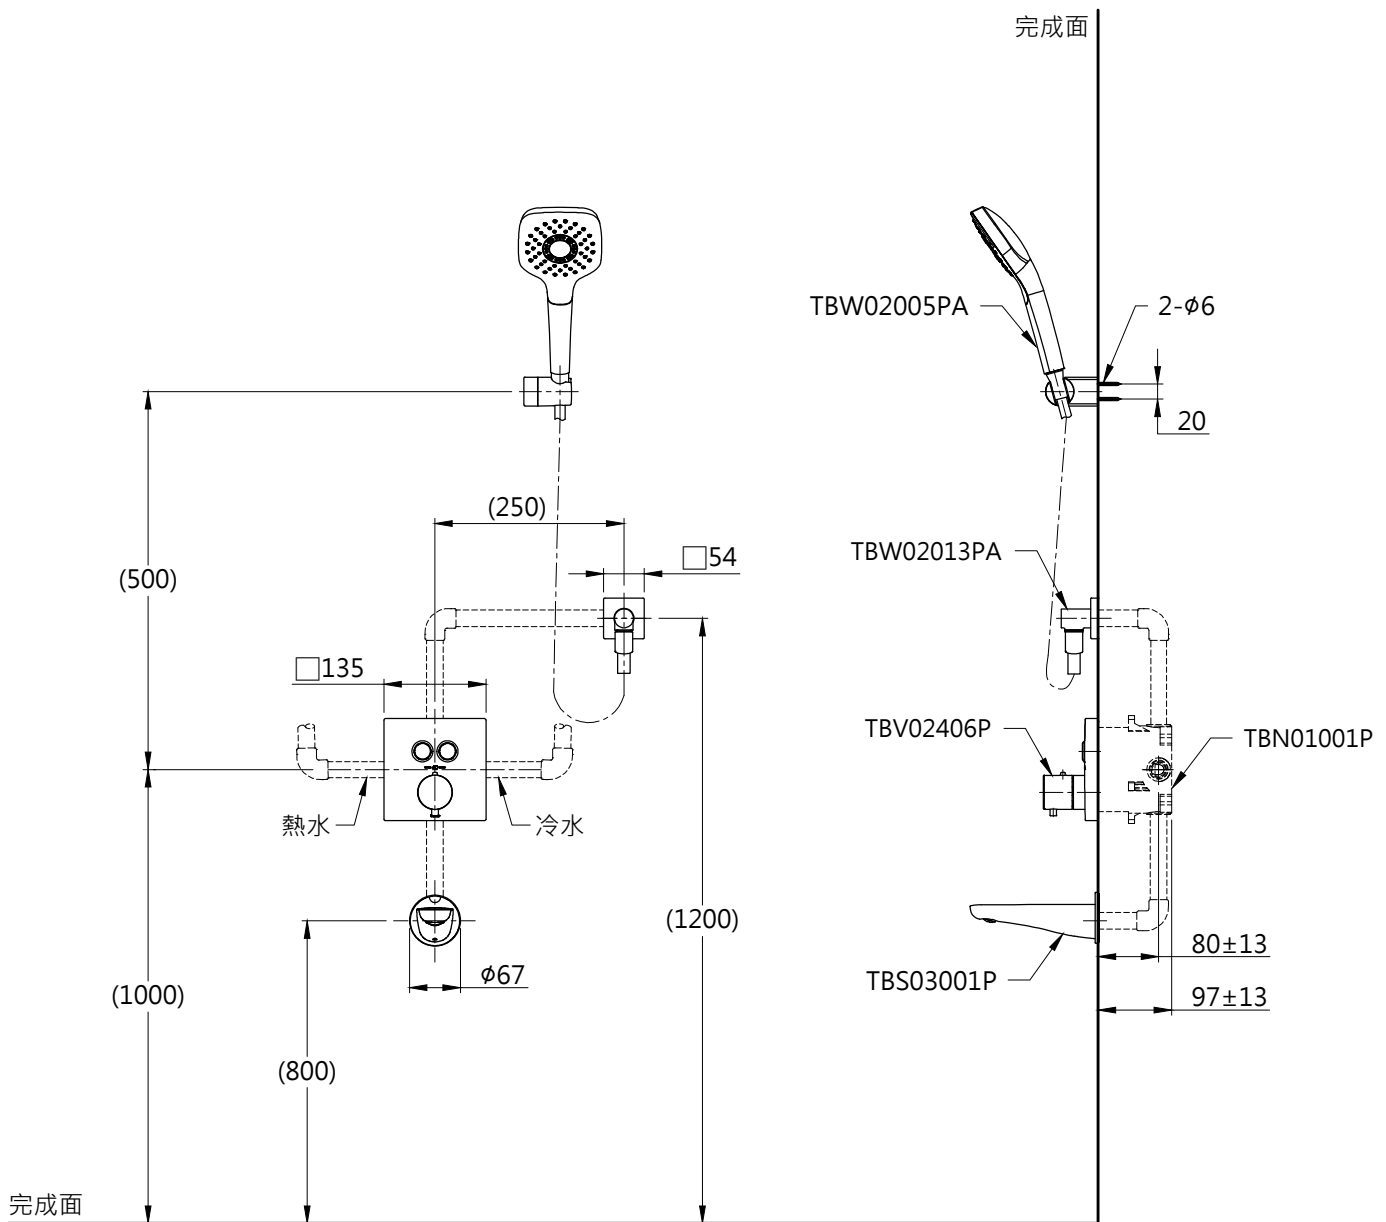 完成面
TBW02005PA
2-φ6
20
(250)
□54
TBW02013PA
(500)
□135
TBV02406P
TBN01001P
熱水
冷水
(1200)
80±13
φ67
TBS03001P
97±13
(1000)
(800)
完成面